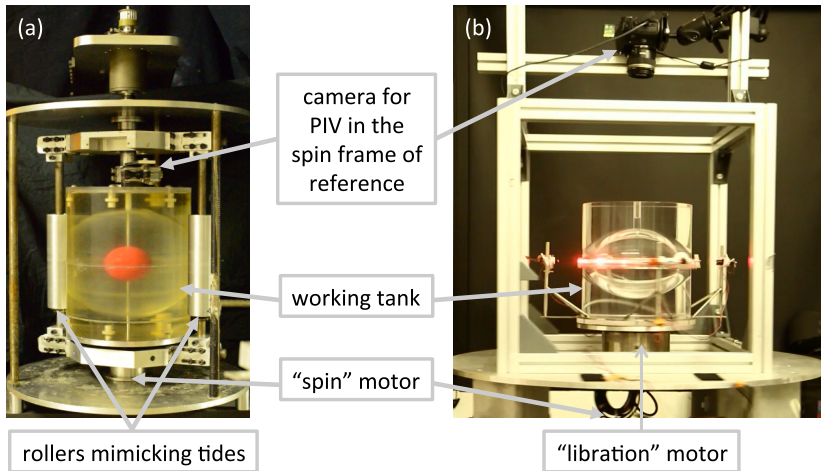 (a)
(b)
camera for
PIV in the
spin frame of
reference
working tank
“spin” motor
rollers mimicking tides
“libration” motor